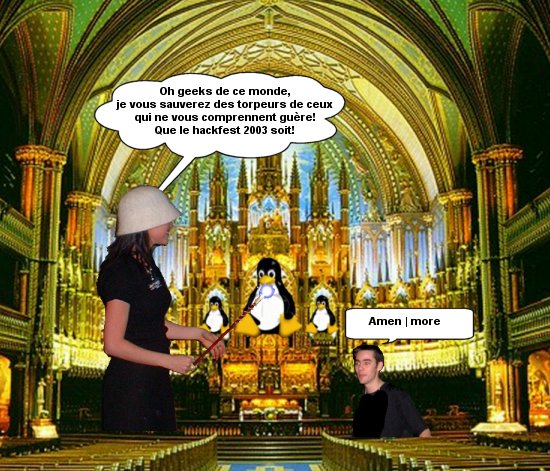 Oh geeks de ce monde,
je vous sauverez des torpeurs de ceux
qui ne vous comprennent guère!
Que le hackfest 2003 soit!
Amen | more